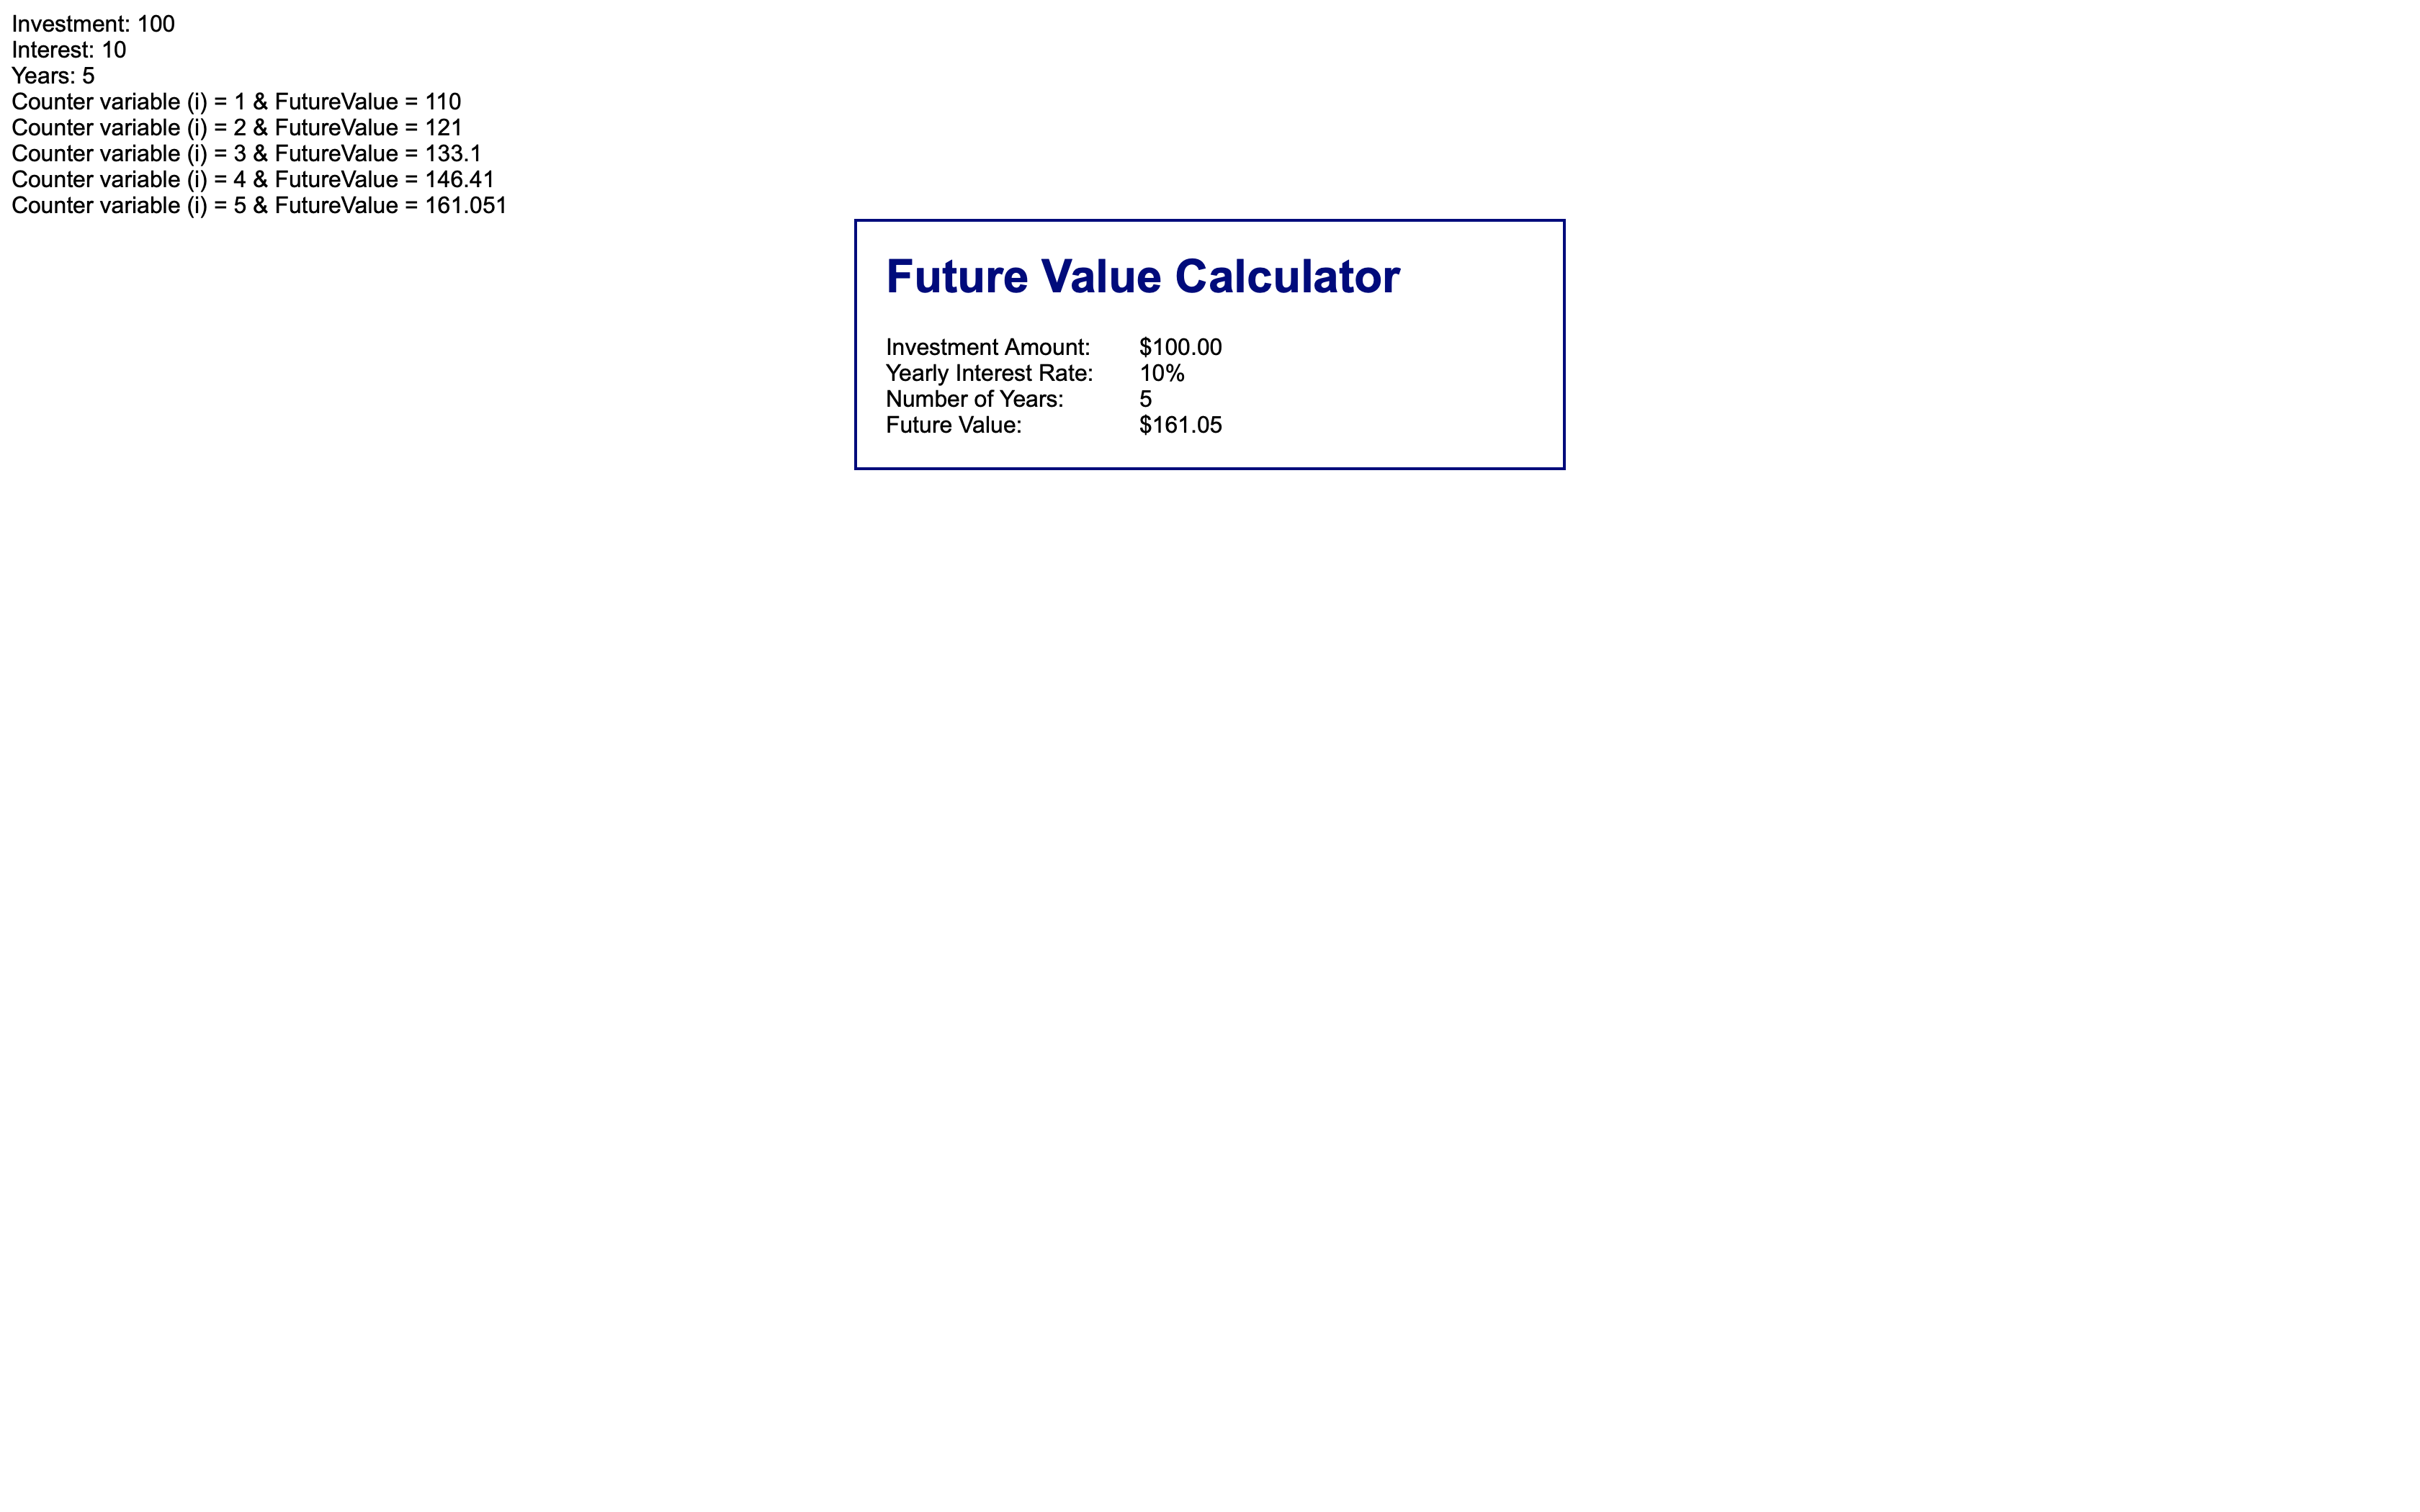 Investment: 100
Interest: 10
Years: 5
Counter variable (i) = 1 & FutureValue = 110
Counter variable (i) = 2 & FutureValue = 121
Counter variable (i) = 3 & FutureValue = 133.1
Counter variable (i) = 4 & FutureValue = 146.41
Counter variable (i) = 5 & FutureValue = 161.051
Future Value Calculator
Investment Amount: $100.00
Yearly Interest Rate: 10%
Number of Years: 5
Future Value: $161.05